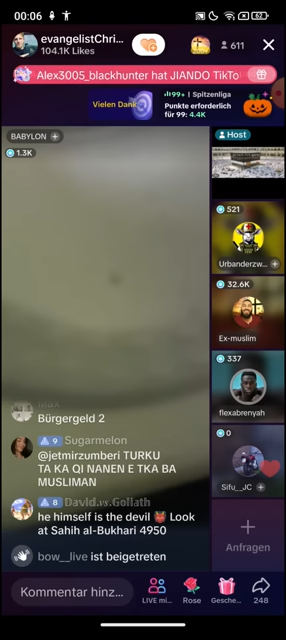 00:06
62
evangelistChri...
104.1K Likes
611
Alex3005_blackhunter hat JIANDO TikTo
Vielen Dank
99+ | Spitzenliga
Punkte erforderlich
für 99: 4.4K
BABYLON +
1.3K
Host
521
Urbanderzw...
32.6K
Ex-muslim
337
flexabrenyah
0
Sifu__JC
Max
Bürgergeld 2
9 Sugarmelon
@jetmirzumberi TURKU
TA KA QI NANEN E TKA BA
MUSLIMAN
8 David.vs.Goliath
he himself is the devil 👹 Look
at Sahih al-Bukhari 4950
bow__live ist beigetreten
Anfragen
Kommentar hinz...
LIVE mi...
Rose
Gesche...
248